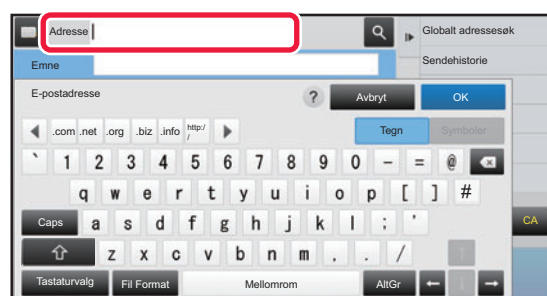 Adresse
Globalt adressesøk
Emne
Sendehistorie
E-postadresse ? Avbryt OK
.com .net .org .biz .info http:/
/
Tegn Symboler
` 1 2 3 4 5 6 7 8 9 0 - = @
q w e r t y u i o p [ ] #
Caps a s d f g h j k l ; '
CA
z x c v b n m , . /
Tastaturvalg Fil Format Mellomrom AltGr